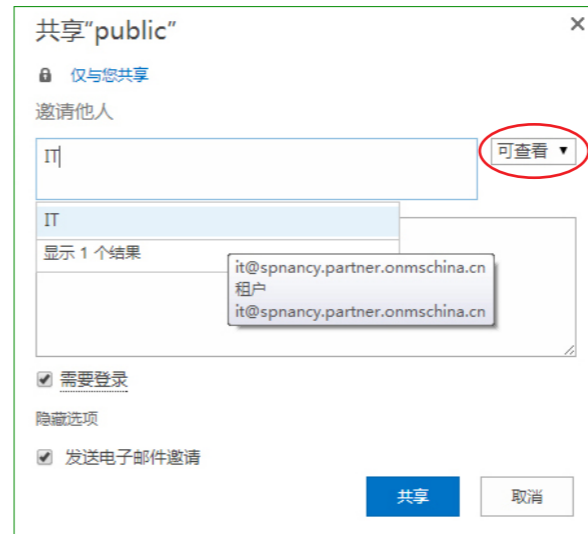 共享“public”
×
仅与您共享
邀请他人
IT
可查看
IT
显示 1 个结果
it@spnancy.partner.onmschina.cn
租户
it@spnancy.partner.onmschina.cn
需要登录
隐藏选项
发送电子邮件邀请
共享
取消